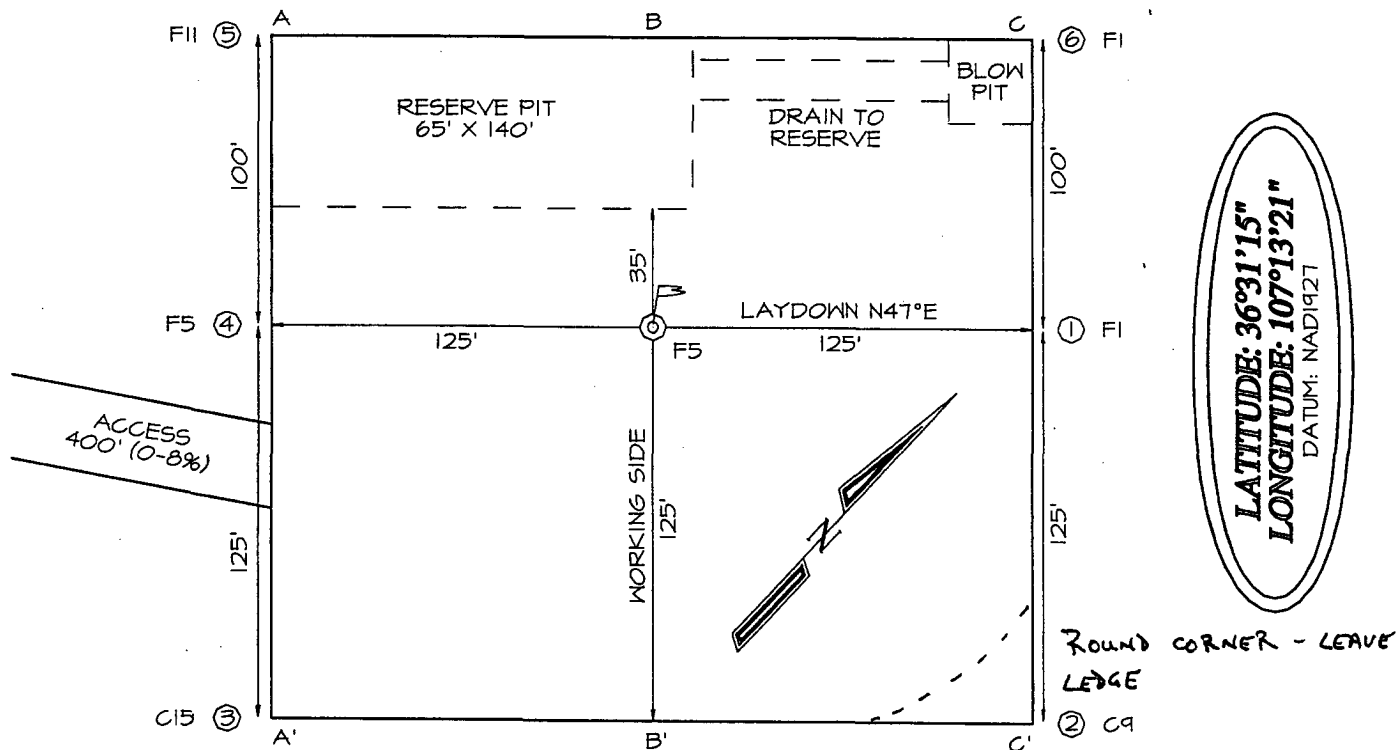 A B C
F11 5 6 F1
RESERVE PIT
65' X 140'
BLOW
PIT
DRAIN TO
RESERVE
100' 100'
35'
LAYDOWN N47°E
F5 4 1 F1
125' F5 125'
ACCESS
400' (0-8%)
WORKING SIDE
125' 125' 125'
N
C15 3 2 C9
A' B' C'
LATITUDE: 36°31'15"
LONGITUDE: 107°13'21"
DATUM: NAD1927
ROUND CORNER - LEAVE
LEDGE